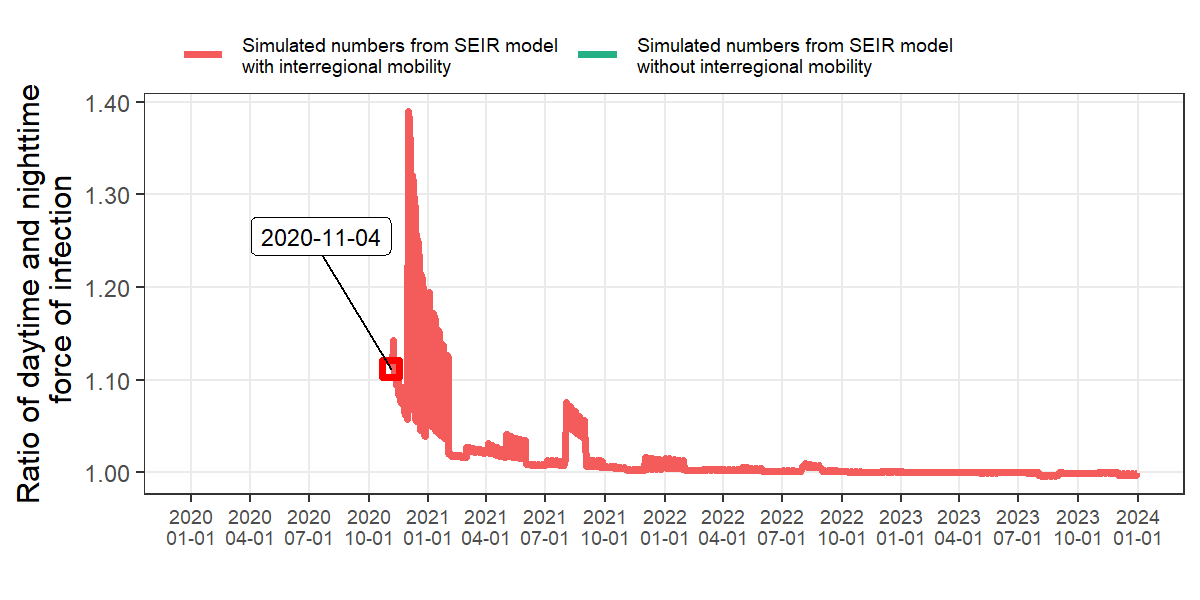 Simulated numbers from SEIR model
with interregional mobility
Simulated numbers from SEIR model
without interregional mobility
Ratio of daytime and nighttime
force of infection
1.40
1.30
1.20
1.10
1.00
2020-11-04
2020 2020 2020 2020 2021 2021 2021 2021 2022 2022 2022 2022 2023 2023 2023 2023 2024
01-01 04-01 07-01 10-01 01-01 04-01 07-01 10-01 01-01 04-01 07-01 10-01 01-01 04-01 07-01 10-01 01-01